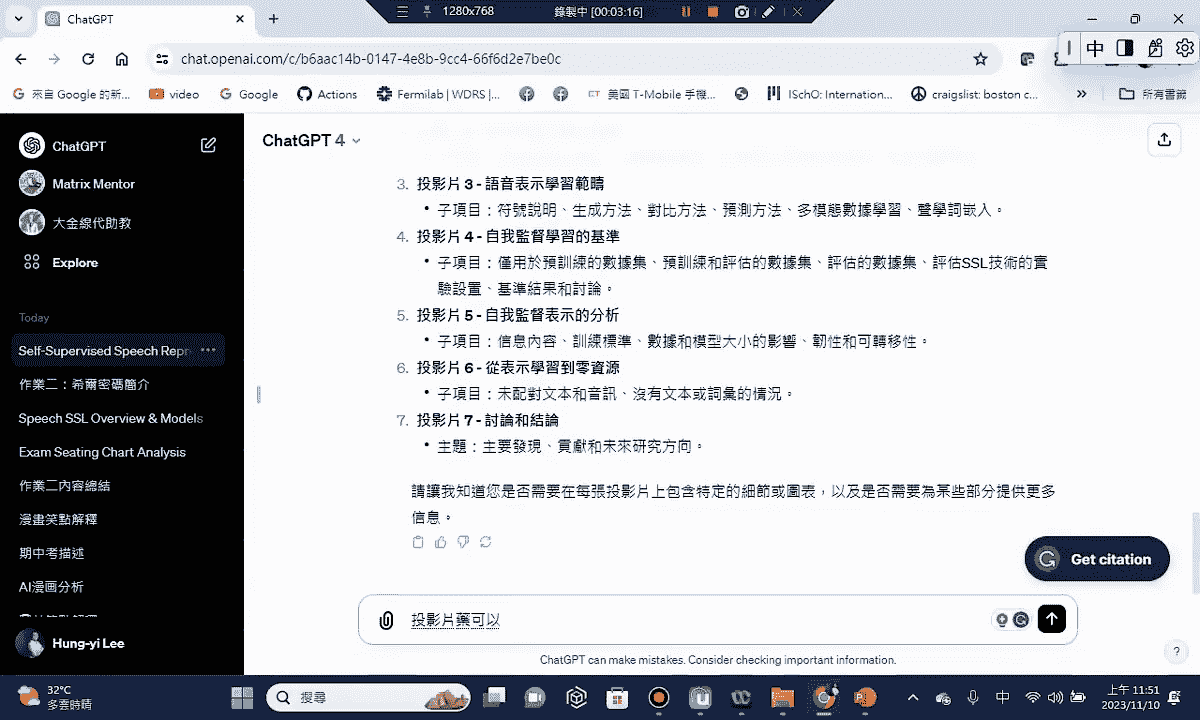 1280x768 錄製中 [00:03:16]
ChatGPT
chat.openai.com/c/b6aac14b-0147-4e8b-9cc4-66f6d2e7be0c
中
來自 Google 的新... video Google Actions Fermilab | WDRS |... 美國 T-Mobile 手機... ISchO: Internation... craigslist: boston c... » 所有書籤
ChatGPT
Matrix Mentor
大金線代助教
Explore
Today
Self-Supervised Speech Repr
作業二：希爾密碼簡介
Speech SSL Overview & Models
Exam Seating Chart Analysis
作業二內容總結
漫畫笑點解釋
期中考描述
AI漫画分析
Hung-yi Lee
ChatGPT 4
3. 投影片 3 - 語音表示學習範疇
• 子項目：符號說明、生成方法、對比方法、預測方法、多模態數據學習、聲學詞嵌入。
4. 投影片 4 - 自我監督學習的基準
• 子項目：僅用於預訓練的數據集、預訓練和評估的數據集、評估的數據集、評估SSL技術的實
驗設置、基準結果和討論。
5. 投影片 5 - 自我監督表示的分析
• 子項目：信息內容、訓練標準、數據和模型大小的影響、韌性和可轉移性。
6. 投影片 6 - 從表示學習到零資源
• 子項目：未配對文本和音訊、沒有文本或詞彙的情況。
7. 投影片 7 - 討論和結論
• 主題：主要發現、貢獻和未來研究方向。
請讓我知道您是否需要在每張投影片上包含特定的細節或圖表，以及是否需要為某些部分提供更多
信息。
Get citation
投影片藥可以
ChatGPT can make mistakes. Consider checking important information.
?
32°C
多雲時晴
搜尋
中
上午 11:51
2023/11/10